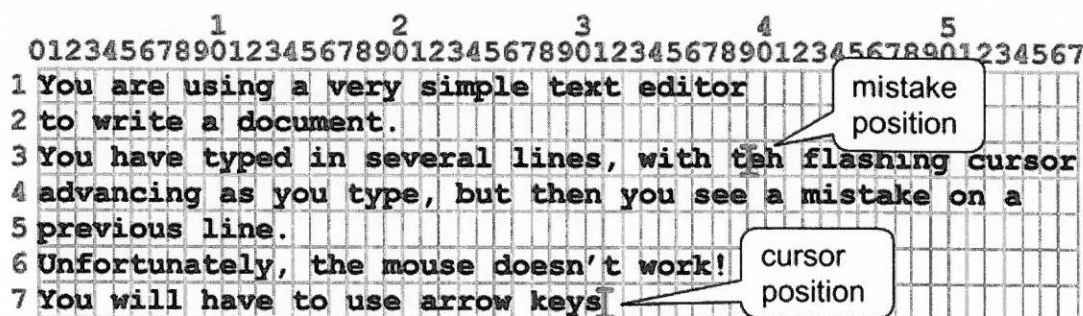 1 2 3 4 5
0123456789012345678901234567890123456789012345678901234567
1 You are using a very simple text editor
2 to write a document.
mistake
position
3 You have typed in several lines, with teh flashing cursor
4 advancing as you type, but then you see a mistake on a
5 previous line.
6 Unfortunately, the mouse doesn't work!
7 You will have to use arrow keys
cursor
position